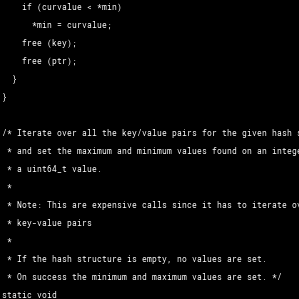 if (curvalue < *min)
*min = curvalue;
free (key);
free (ptr);
}
}
/* Iterate over all the key/value pairs for the given hash s
* and set the maximum and minimum values found on an intege
* a uint64_t value.
*
* Note: This are expensive calls since it has to iterate ov
* key-value pairs
*
* If the hash structure is empty, no values are set.
* On success the minimum and maximum values are set. */
static void